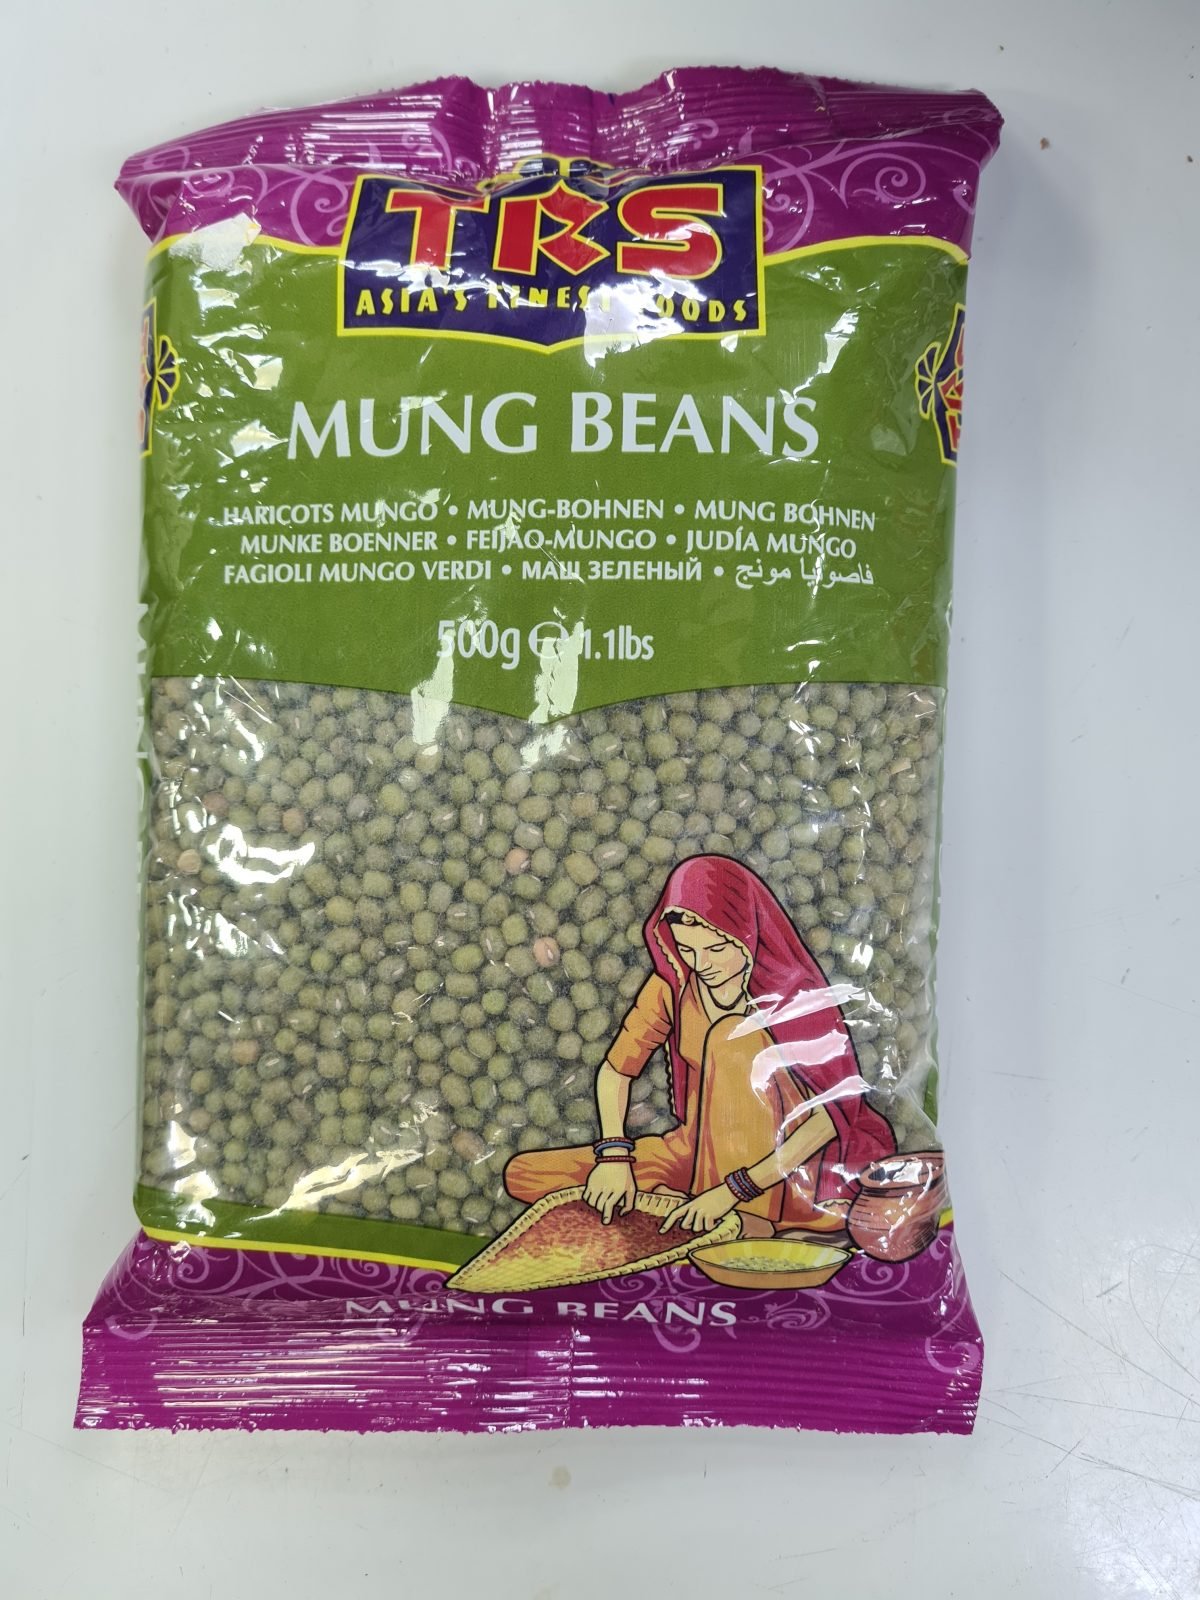 TRS
ASIA'S FINEST FOODS
MUNG BEANS
HARICOTS MUNGO • MUNG-BOHNEN • MUNG BOHNEN
MUNKE BOENNER • FEIJÃO-MUNGO • JUDÍA MUNGO
FAGIOLI MUNGO VERDI • МАШ ЗЕЛЕНЫЙ • فاصوليا مونج
500g ℮ 1.1lbs
MUNG BEANS